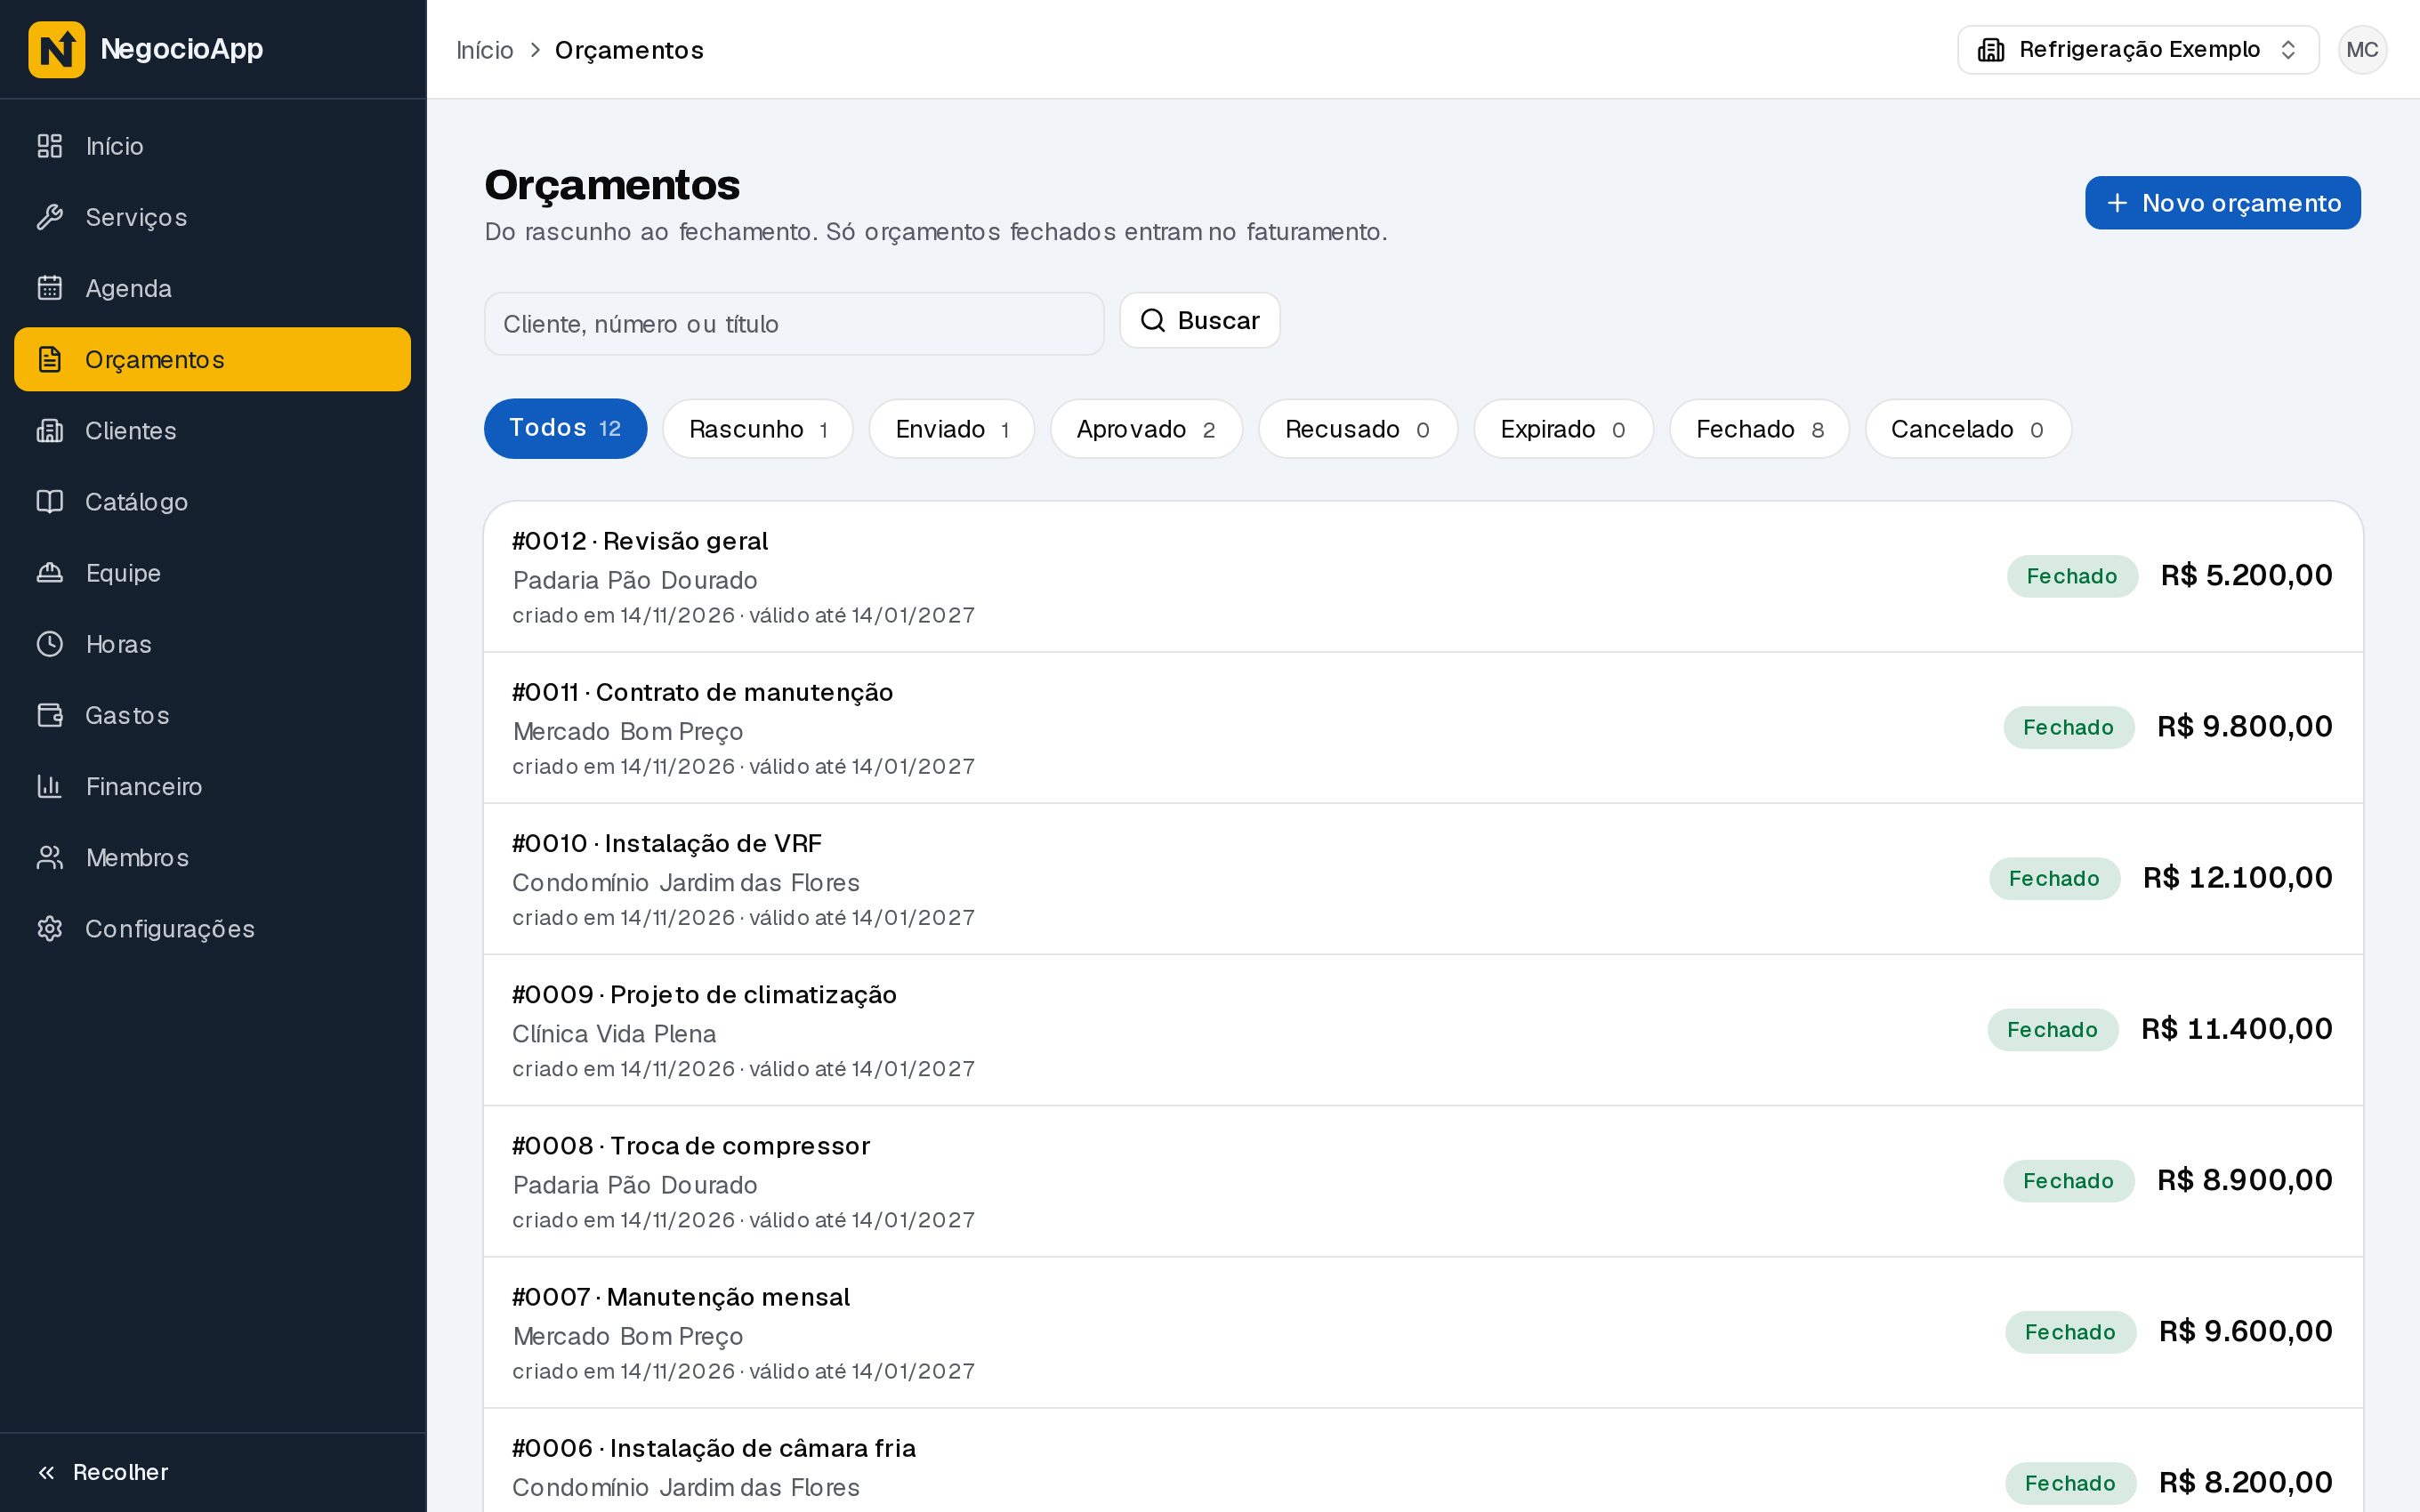 NegocioApp
Início
Serviços
Agenda
Orçamentos
Clientes
Catálogo
Equipe
Horas
Gastos
Financeiro
Membros
Configurações
Recolher
Início > Orçamentos
Refrigeração Exemplo
MC
Orçamentos
Do rascunho ao fechamento. Só orçamentos fechados entram no faturamento.
+ Novo orçamento
Cliente, número ou título
Buscar
Todos 12
Rascunho 1
Enviado 1
Aprovado 2
Recusado 0
Expirado 0
Fechado 8
Cancelado 0
#0012 · Revisão geral
Padaria Pão Dourado
criado em 14/11/2026 · válido até 14/01/2027
Fechado R$ 5.200,00
#0011 · Contrato de manutenção
Mercado Bom Preço
criado em 14/11/2026 · válido até 14/01/2027
Fechado R$ 9.800,00
#0010 · Instalação de VRF
Condomínio Jardim das Flores
criado em 14/11/2026 · válido até 14/01/2027
Fechado R$ 12.100,00
#0009 · Projeto de climatização
Clínica Vida Plena
criado em 14/11/2026 · válido até 14/01/2027
Fechado R$ 11.400,00
#0008 · Troca de compressor
Padaria Pão Dourado
criado em 14/11/2026 · válido até 14/01/2027
Fechado R$ 8.900,00
#0007 · Manutenção mensal
Mercado Bom Preço
criado em 14/11/2026 · válido até 14/01/2027
Fechado R$ 9.600,00
#0006 · Instalação de câmara fria
Condomínio Jardim das Flores
Fechado R$ 8.200,00